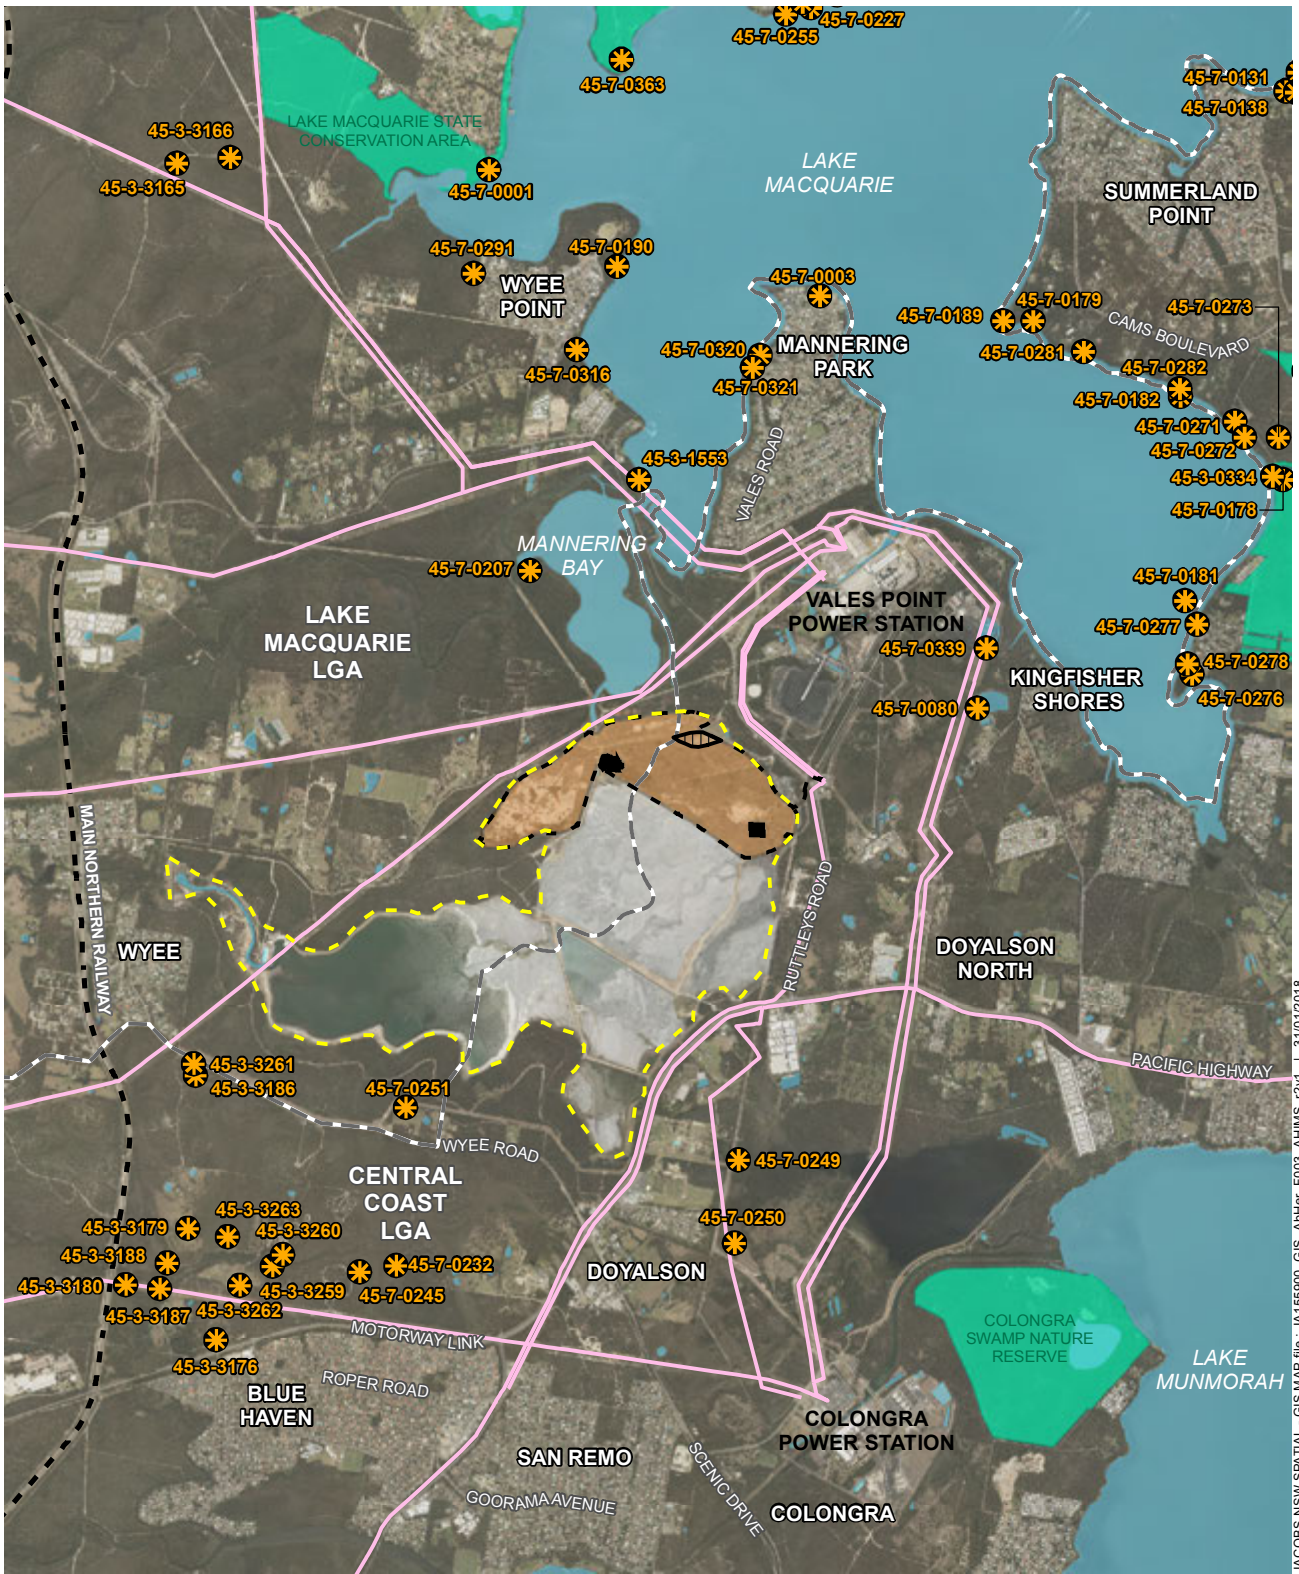 45-7-0227
45-7-0255
45-7-0363
45-7-0131
45-7-0138
45-3-3166
45-3-3165
LAKE MACQUARIE STATE
CONSERVATION AREA
45-7-0001
LAKE
MACQUARIE
SUMMERLAND
POINT
45-7-0291
45-7-0190
WYEE
POINT
45-7-0003
45-7-0189
45-7-0179
45-7-0273
CAMS BOULEVARD
45-7-0320
MANNERING
PARK
45-7-0281
45-7-0282
45-7-0316
45-7-0321
45-7-0182
45-7-0271
45-7-0272
45-3-1553
VALES ROAD
45-3-0334
45-7-0178
MANNERING
BAY
45-7-0207
45-7-0181
LAKE
MACQUARIE
LGA
VALES POINT
POWER STATION
45-7-0277
45-7-0339
45-7-0278
KINGFISHER
SHORES
45-7-0276
45-7-0080
MAIN NORTHERN RAILWAY
RUTTLEYS ROAD
WYEE
DOYALSON
NORTH
45-3-3261
45-3-3186
45-7-0251
PACIFIC HIGHWAY
WYEE ROAD
45-7-0249
CENTRAL
COAST
LGA
45-3-3263
45-3-3179
45-3-3260
45-7-0250
45-3-3188
45-7-0232
DOYALSON
45-3-3180
45-3-3259
45-7-0245
45-3-3187
45-3-3262
MOTORWAY LINK
COLONGRA
SWAMP NATURE
RESERVE
45-3-3176
LAKE
MUNMORAH
ROPER ROAD
BLUE
HAVEN
COLONGRA
POWER STATION
SAN REMO
SCENIC DRIVE
GOORAMA AVENUE
COLONGRA